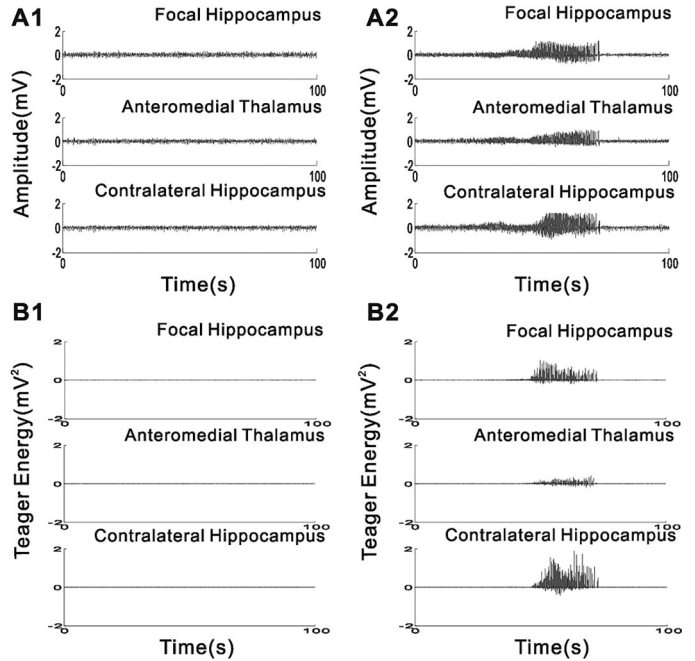 A1
Focal Hippocampus
2
0
-2
0
100
Anteromedial Thalamus
2
0
-2
0
100
Contralateral Hippocampus
2
0
-2
0
100
Amplitude(mV)
Time(s)
A2
Focal Hippocampus
2
0
-2
0
100
Anteromedial Thalamus
2
0
-2
0
100
Contralateral Hippocampus
2
0
-2
0
100
Amplitude(mV)
Time(s)
B1
Focal Hippocampus
2
0
-2
0
100
Anteromedial Thalamus
2
0
-2
0
100
Contralateral Hippocampus
2
0
-2
0
100
Teager Energy(mV²)
Time(s)
B2
Focal Hippocampus
2
0
-2
0
100
Anteromedial Thalamus
2
0
-2
0
100
Contralateral Hippocampus
2
0
-2
0
100
Teager Energy(mV²)
Time(s)